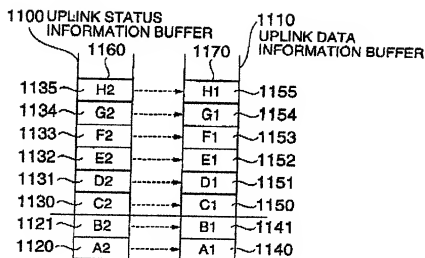 1100 UPLINK STATUS INFORMATION BUFFER
1110 UPLINK DATA INFORMATION BUFFER
1160 1170
1135 H2 H1 1155
1134 G2 G1 1154
1133 F2 F1 1153
1132 E2 E1 1152
1131 D2 D1 1151
1130 C2 C1 1150
1121 B2 B1 1141
1120 A2 A1 1140